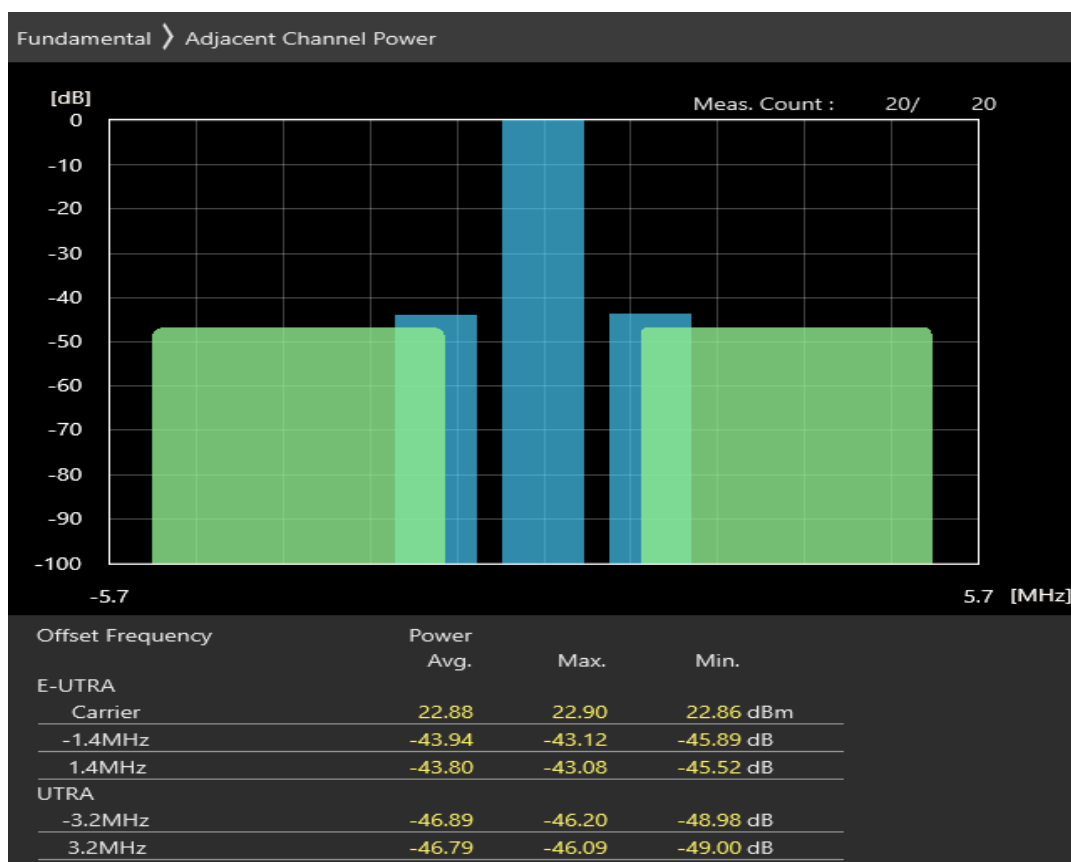 Fundamental ❯ Adjacent Channel Power
[dB]
Meas. Count : 20/ 20
0
-10
-20
-30
-40
-50
-60
-70
-80
-90
-100
-5.7 5.7 [MHz]
Offset Frequency Power
Avg. Max. Min.
E-UTRA
Carrier 22.88 22.90 22.86 dBm
-1.4MHz -43.94 -43.12 -45.89 dB
1.4MHz -43.80 -43.08 -45.52 dB
UTRA
-3.2MHz -46.89 -46.20 -48.98 dB
3.2MHz -46.79 -46.09 -49.00 dB